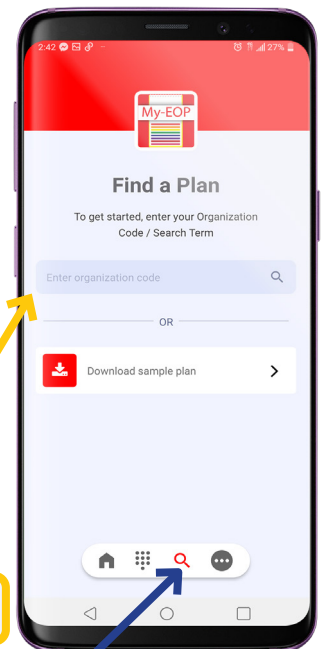 2:42
27%
My-EOP
Find a Plan
To get started, enter your Organization
Code / Search Term
Enter organization code
OR
Download sample plan